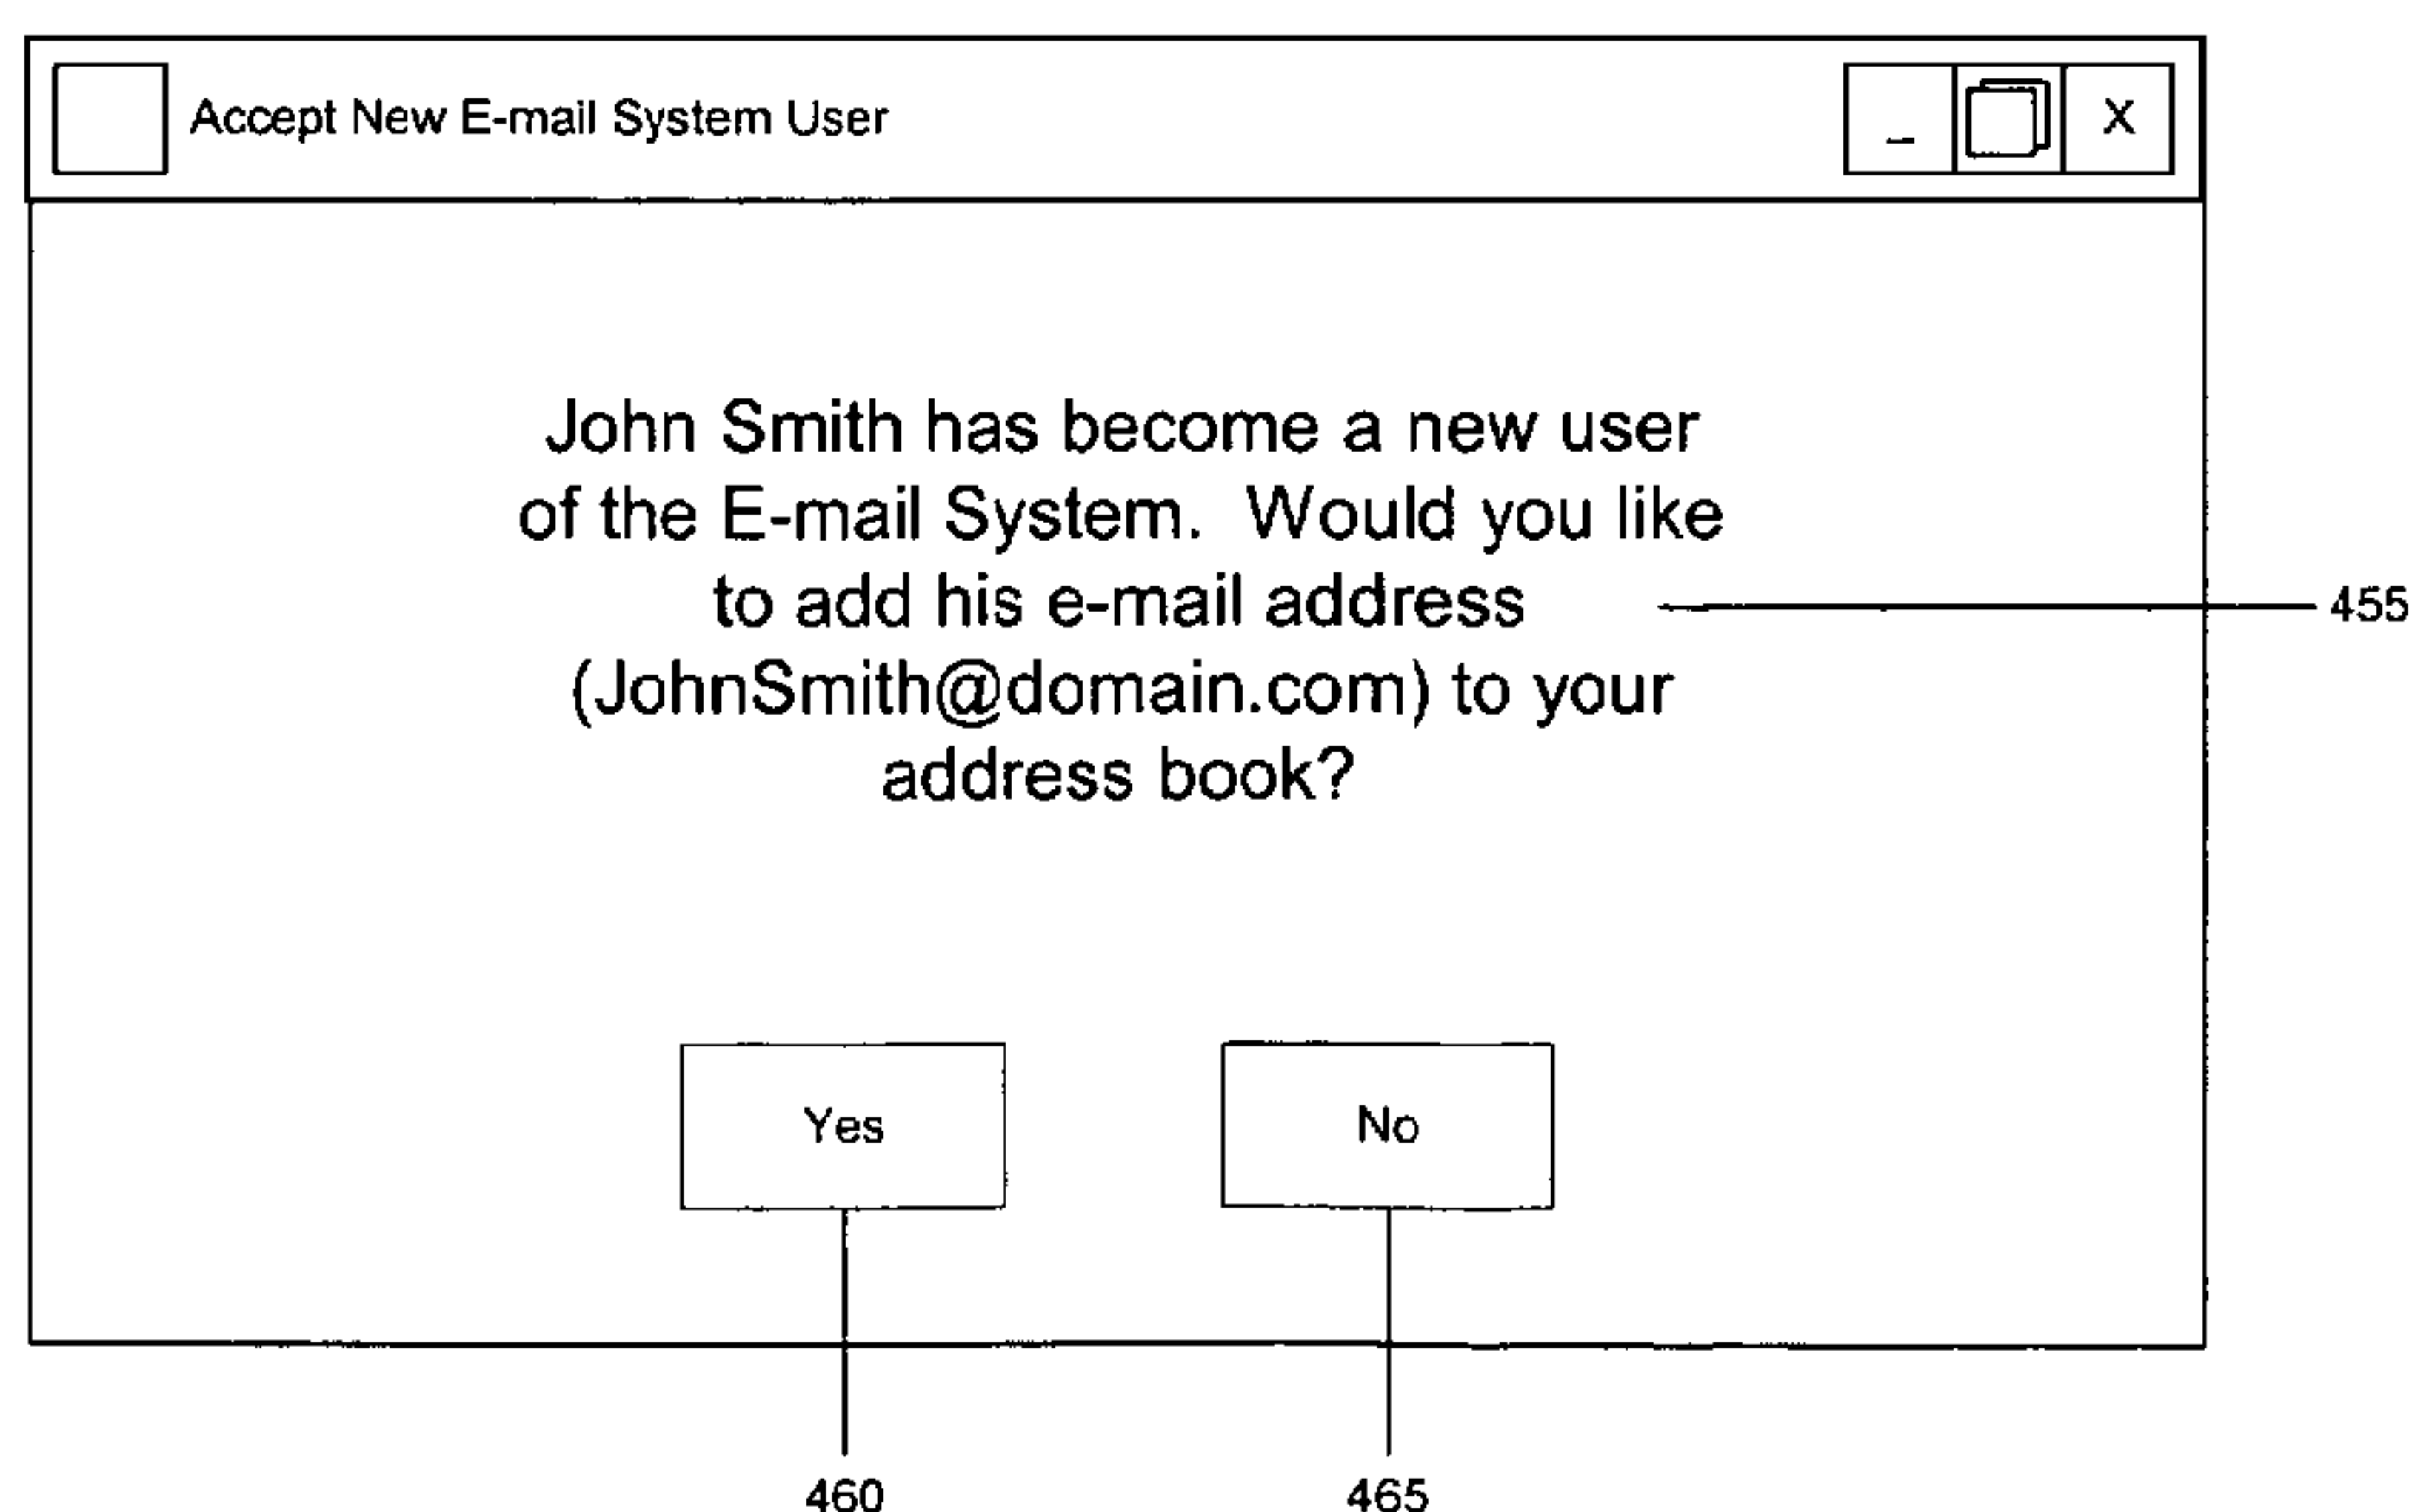 Accept New E-mail System User
_ X
John Smith has become a new user
of the E-mail System.  Would you like
to add his e-mail address
455
(JohnSmith@domain.com) to your
address book?
Yes No
460 465